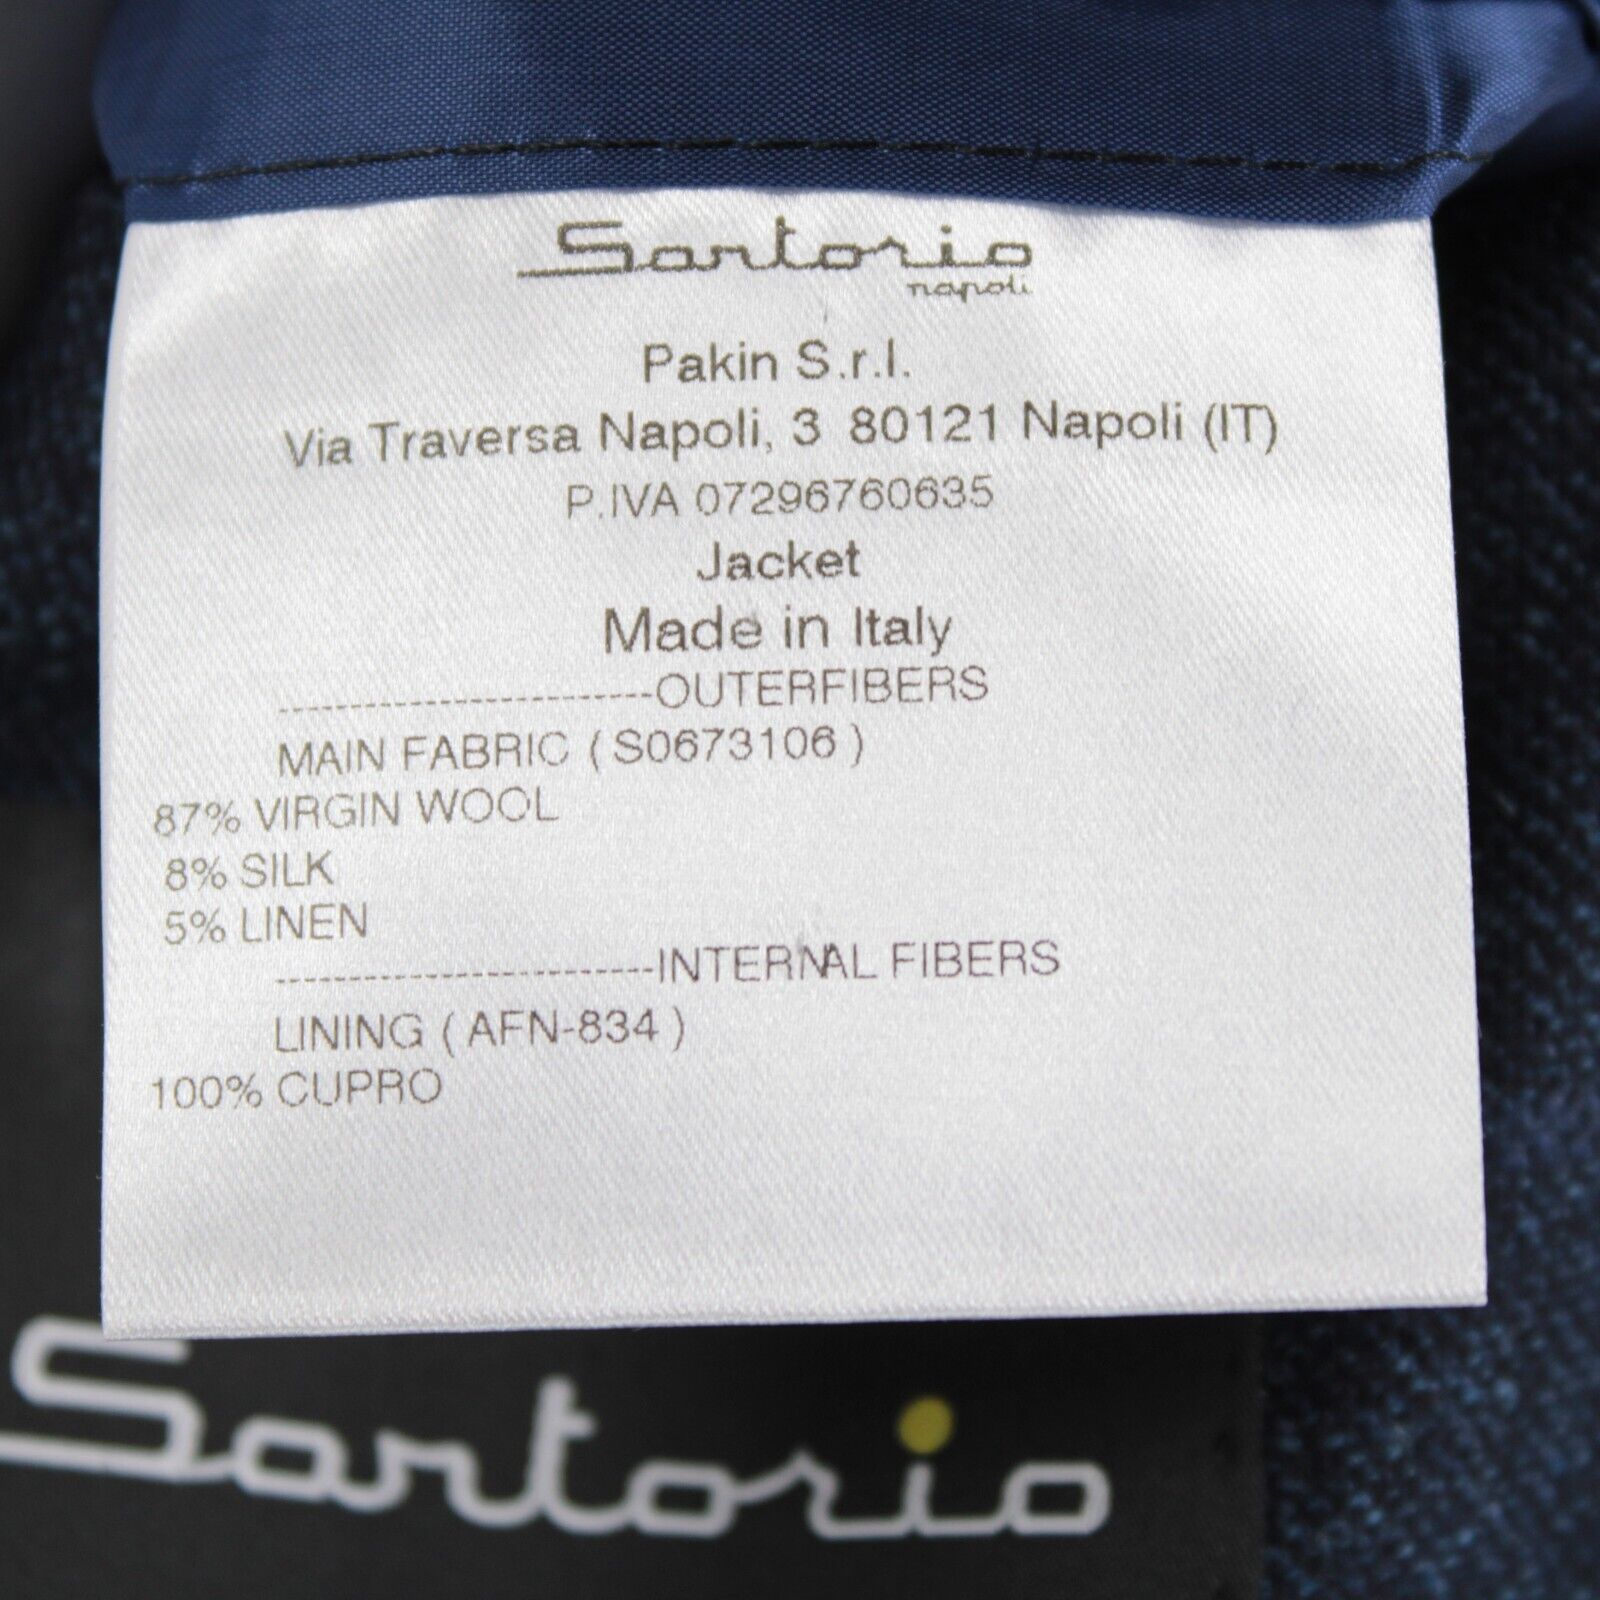 Sartorio
napoli
Pakin S.r.l.
Via Traversa Napoli, 3 80121 Napoli (IT)
P.IVA 07296760635
Jacket
Made in Italy
-------------------------OUTERFIBERS
MAIN FABRIC ( S0673106 )
87% VIRGIN WOOL
8% SILK
5% LINEN
-------------------------INTERNAL FIBERS
LINING ( AFN-834 )
100% CUPRO
Sartorio